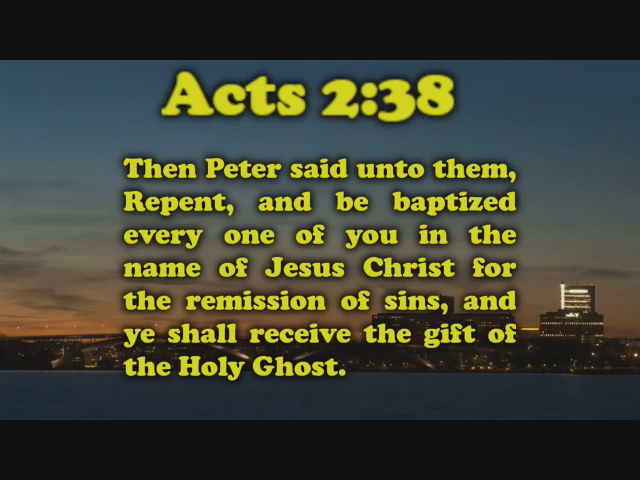 Acts 2:38
Then Peter said unto them,
Repent, and be baptized
every one of you in the
name of Jesus Christ for
the remission of sins, and
ye shall receive the gift of
the Holy Ghost.